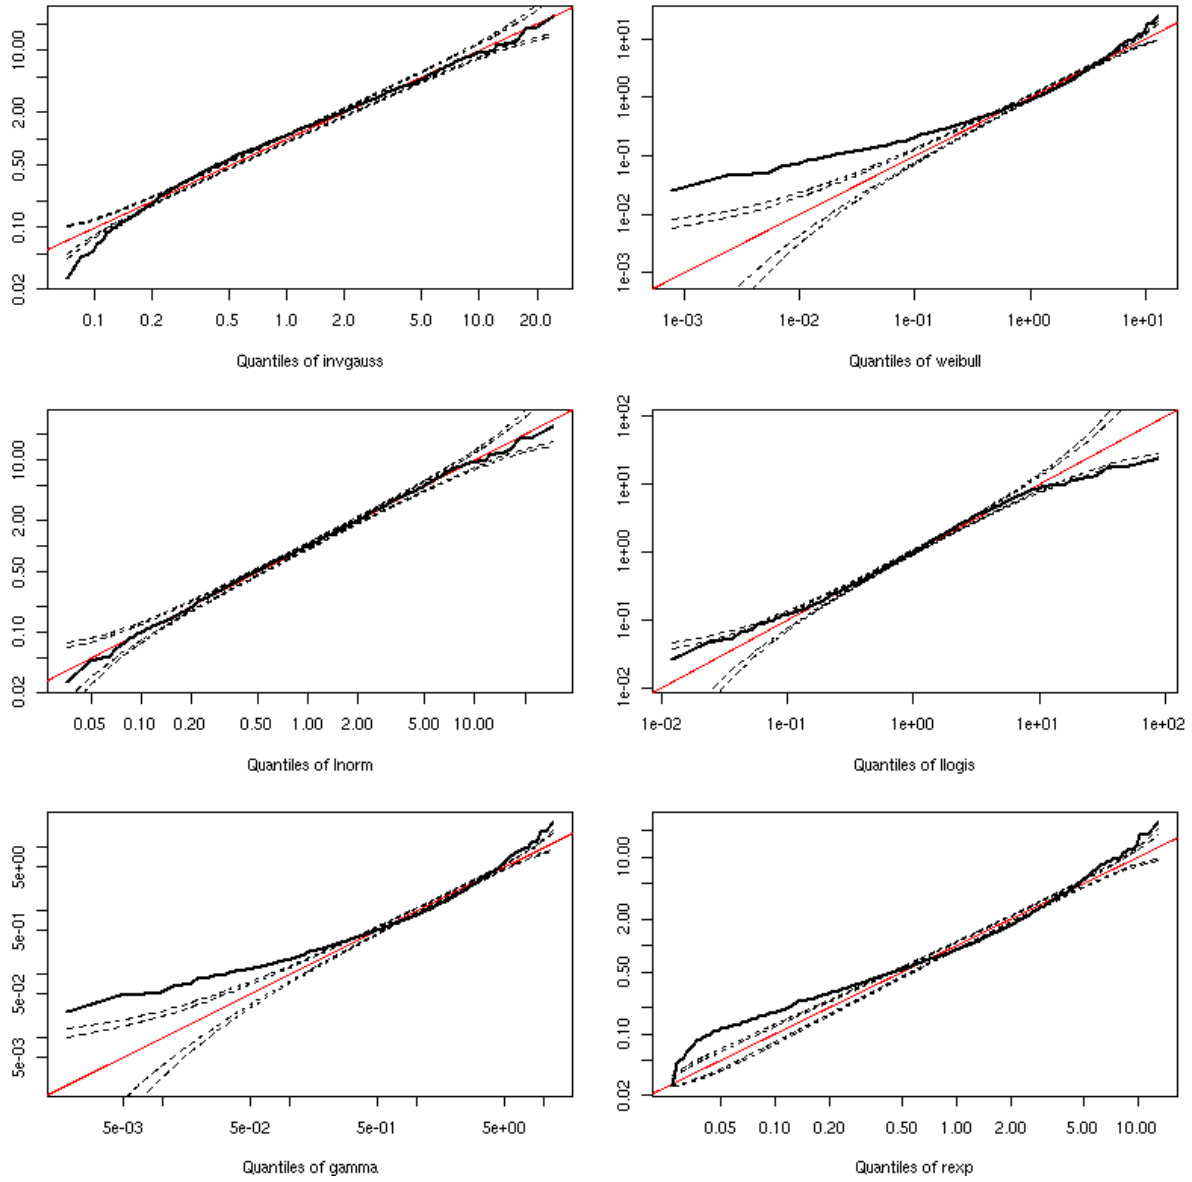 10.00
2.00
0.50
0.10
0.02
0.1 0.2 0.5 1.0 2.0 5.0 10.0 20.0
Quantiles of invgauss
1e+01
1e+00
1e-01
1e-02
1e-03
1e-03 1e-02 1e-01 1e+00 1e+01
Quantiles of weibull
10.00
2.00
0.50
0.10
0.02
0.05 0.10 0.20 0.50 1.00 2.00 5.00 10.00
Quantiles of lnorm
1e+02
1e+01
1e+00
1e-01
1e-02
1e-02 1e-01 1e+00 1e+01 1e+02
Quantiles of llogis
5e+00
5e-01
5e-02
5e-03
5e-03 5e-02 5e-01 5e+00
Quantiles of gamma
10.00
2.00
0.50
0.10
0.02
0.05 0.10 0.20 0.50 1.00 2.00 5.00 10.00
Quantiles of rexp